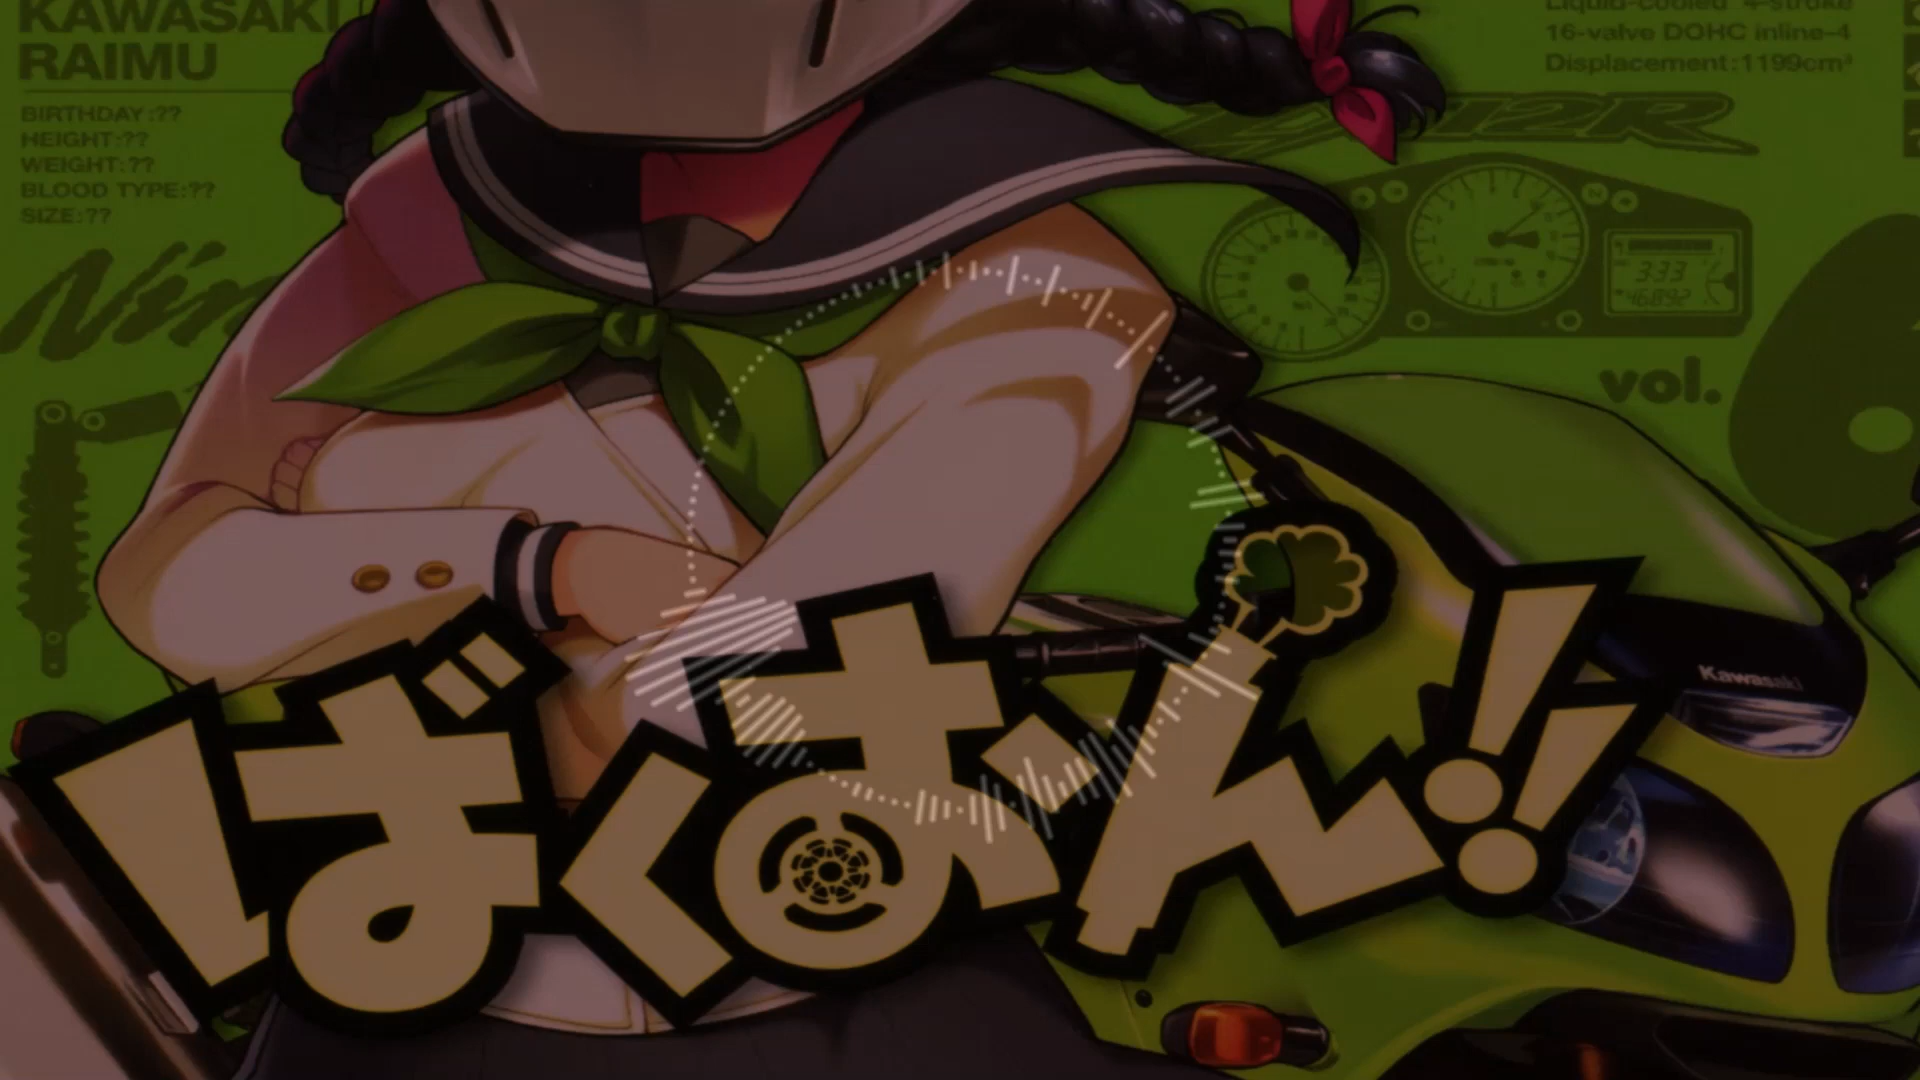 KAWASAKI
RAIMU
BIRTHDAY:??
HEIGHT:??
WEIGHT:??
BLOOD TYPE:??
SIZE:??
Liquid-cooled 4-stroke
16-valve DOHC inline-4
Displacement:1199cm³
333
46892
vol.
Kawasaki
ばくおん!!